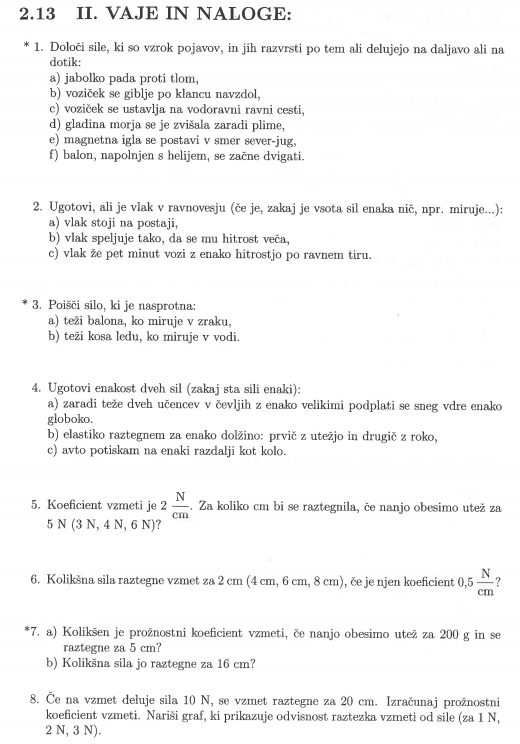 2.13 II. VAJE IN NALOGE:
* 1. Določi sile, ki so vzrok pojavov, in jih razvrsti po tem ali delujejo na daljavo ali na
dotik:
a) jabolko pada proti tlom,
b) voziček se giblje po klancu navzdol,
c) voziček se ustavlja na vodoravni ravni cesti,
d) gladina morja se je zvišala zaradi plime,
e) magnetna igla se postavi v smer sever-jug,
f) balon, napolnjen s helijem, se začne dvigati.
2. Ugotovi, ali je vlak v ravnovesju (če je, zakaj je vsota sil enaka nič, npr. miruje...):
a) vlak stoji na postaji,
b) vlak speljuje tako, da se mu hitrost veča,
c) vlak že pet minut vozi z enako hitrostjo po ravnem tiru.
* 3. Poišči silo, ki je nasprotna:
a) teži balona, ko miruje v zraku,
b) teži kosa ledu, ko miruje v vodi.
4. Ugotovi enakost dveh sil (zakaj sta sili enaki):
a) zaradi teže dveh učencev v čevljih z enako velikimi podplati se sneg vdre enako
globoko.
b) elastiko raztegnem za enako dolžino: prvič z utežjo in drugič z roko,
c) avto potiskam na enaki razdalji kot kolo.
5. Koeficient vzmeti je 2 N/cm. Za koliko cm bi se raztegnila, če nanjo obesimo utež za
5 N (3 N, 4 N, 6 N)?
6. Kolikšna sila raztegne vzmet za 2 cm (4 cm, 6 cm, 8 cm), če je njen koeficient 0,5 N/cm?
*7. a) Kolikšen je prožnostni koeficient vzmeti, če nanjo obesimo utež za 200 g in se
raztegne za 5 cm?
b) Kolikšna sila jo raztegne za 16 cm?
8. Če na vzmet deluje sila 10 N, se vzmet raztegne za 20 cm. Izračunaj prožnostni
koeficient vzmeti. Nariši graf, ki prikazuje odvisnost raztezka vzmeti od sile (za 1 N,
2 N, 3 N).